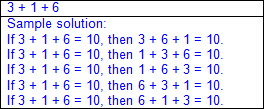 3 + 1 + 6
Sample solution:
If 3 + 1 + 6 = 10, then 3 + 6 + 1 = 10.
If 3 + 1 + 6 = 10, then 1 + 3 + 6 = 10.
If 3 + 1 + 6 = 10, then 1 + 6 + 3 = 10.
If 3 + 1 + 6 = 10, then 6 + 3 + 1 = 10.
If 3 + 1 + 6 = 10, then 6 + 1 + 3 = 10.